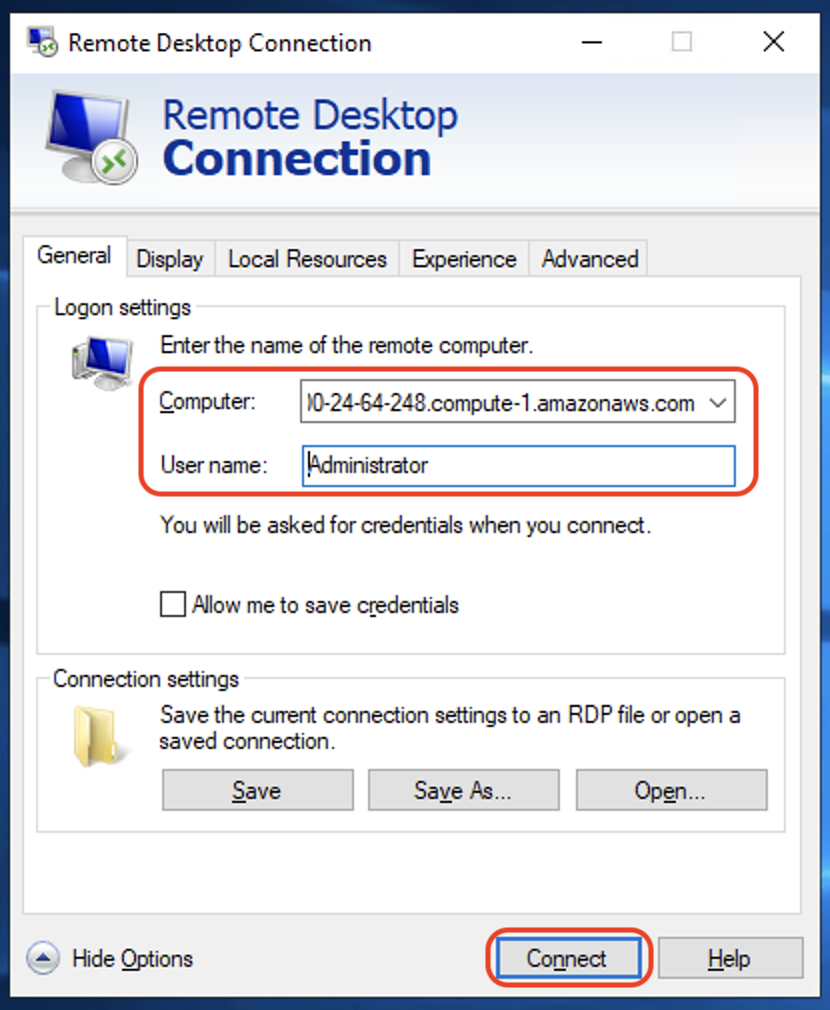 Remote Desktop Connection
Remote Desktop
Connection
General Display Local Resources Experience Advanced
Logon settings
Enter the name of the remote computer.
Computer: 0-24-64-248.compute-1.amazonaws.com
User name: Administrator
You will be asked for credentials when you connect.
Allow me to save credentials
Connection settings
Save the current connection settings to an RDP file or open a
saved connection.
Save Save As... Open...
Hide Options Connect Help